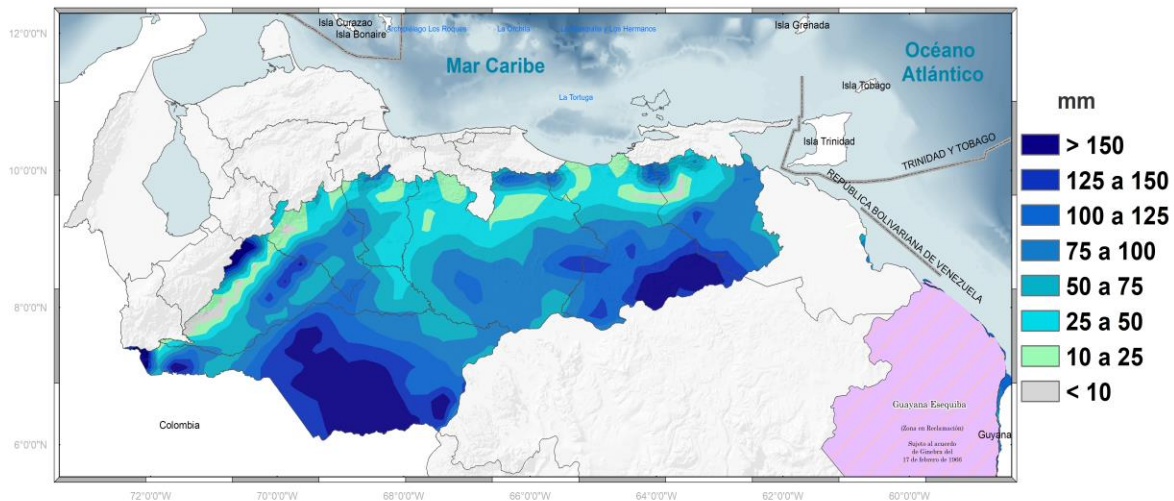 12°0'0"N
10°0'0"N
8°0'0"N
6°0'0"N
Isla Curazao
Isla Bonaire
Archipiélago Los Roques
La Orchila
y Los Hermanos
Isla Grenada
Mar Caribe
Océano
Atlántico
La Tortuga
Isla Tobago
Isla Trinidad
TRINIDAD Y TOBAGO
REPÚBLICA BOLIVARIANA DE VENEZUELA
Colombia
Guayana Esequiba
(Zona en Reclamación)
Sujeto al acuerdo
de Ginebra del
17 de febrero de 1966
Guyana
72°0'0"W
70°0'0"W
68°0'0"W
66°0'0"W
64°0'0"W
62°0'0"W
60°0'0"W
mm
> 150
125 a 150
100 a 125
75 a 100
50 a 75
25 a 50
10 a 25
< 10